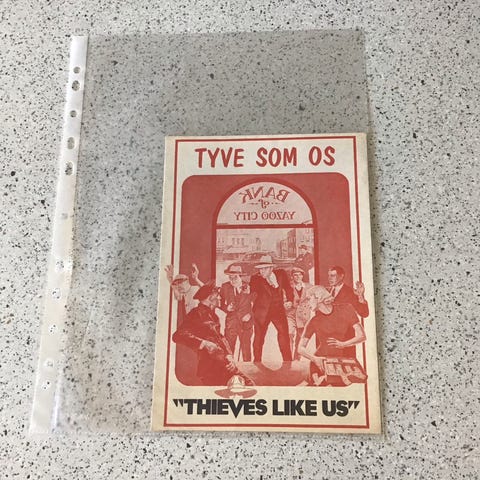 TYVE SOM OS
BANK
of
YAZOO CITY
"THIEVES LIKE US"